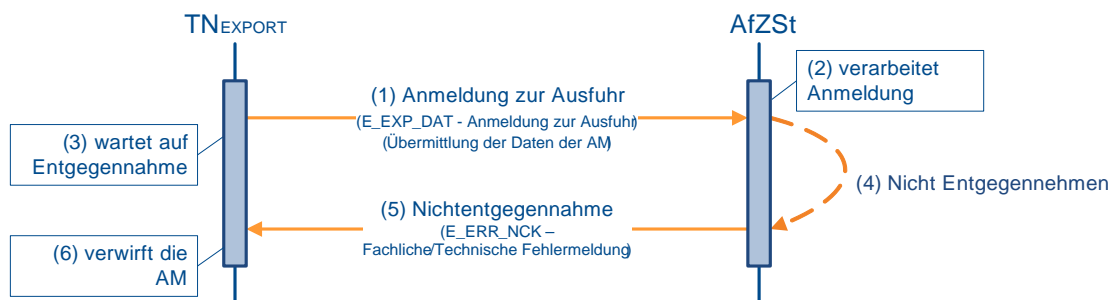 TNEXPORT
AfZSt
(2) verarbeitet
Anmeldung
(1) Anmeldung zur Ausfuhr
(E_EXP_DAT - Anmeldung zur Ausfuhr)
(Übermittlung der Daten der AM)
(3) wartet auf
Entgegennahme
(4) Nicht Entgegennehmen
(5) Nichtentgegennahme
(E_ERR_NCK –
Fachliche/Technische Fehlermeldung)
(6) verwirft die
AM